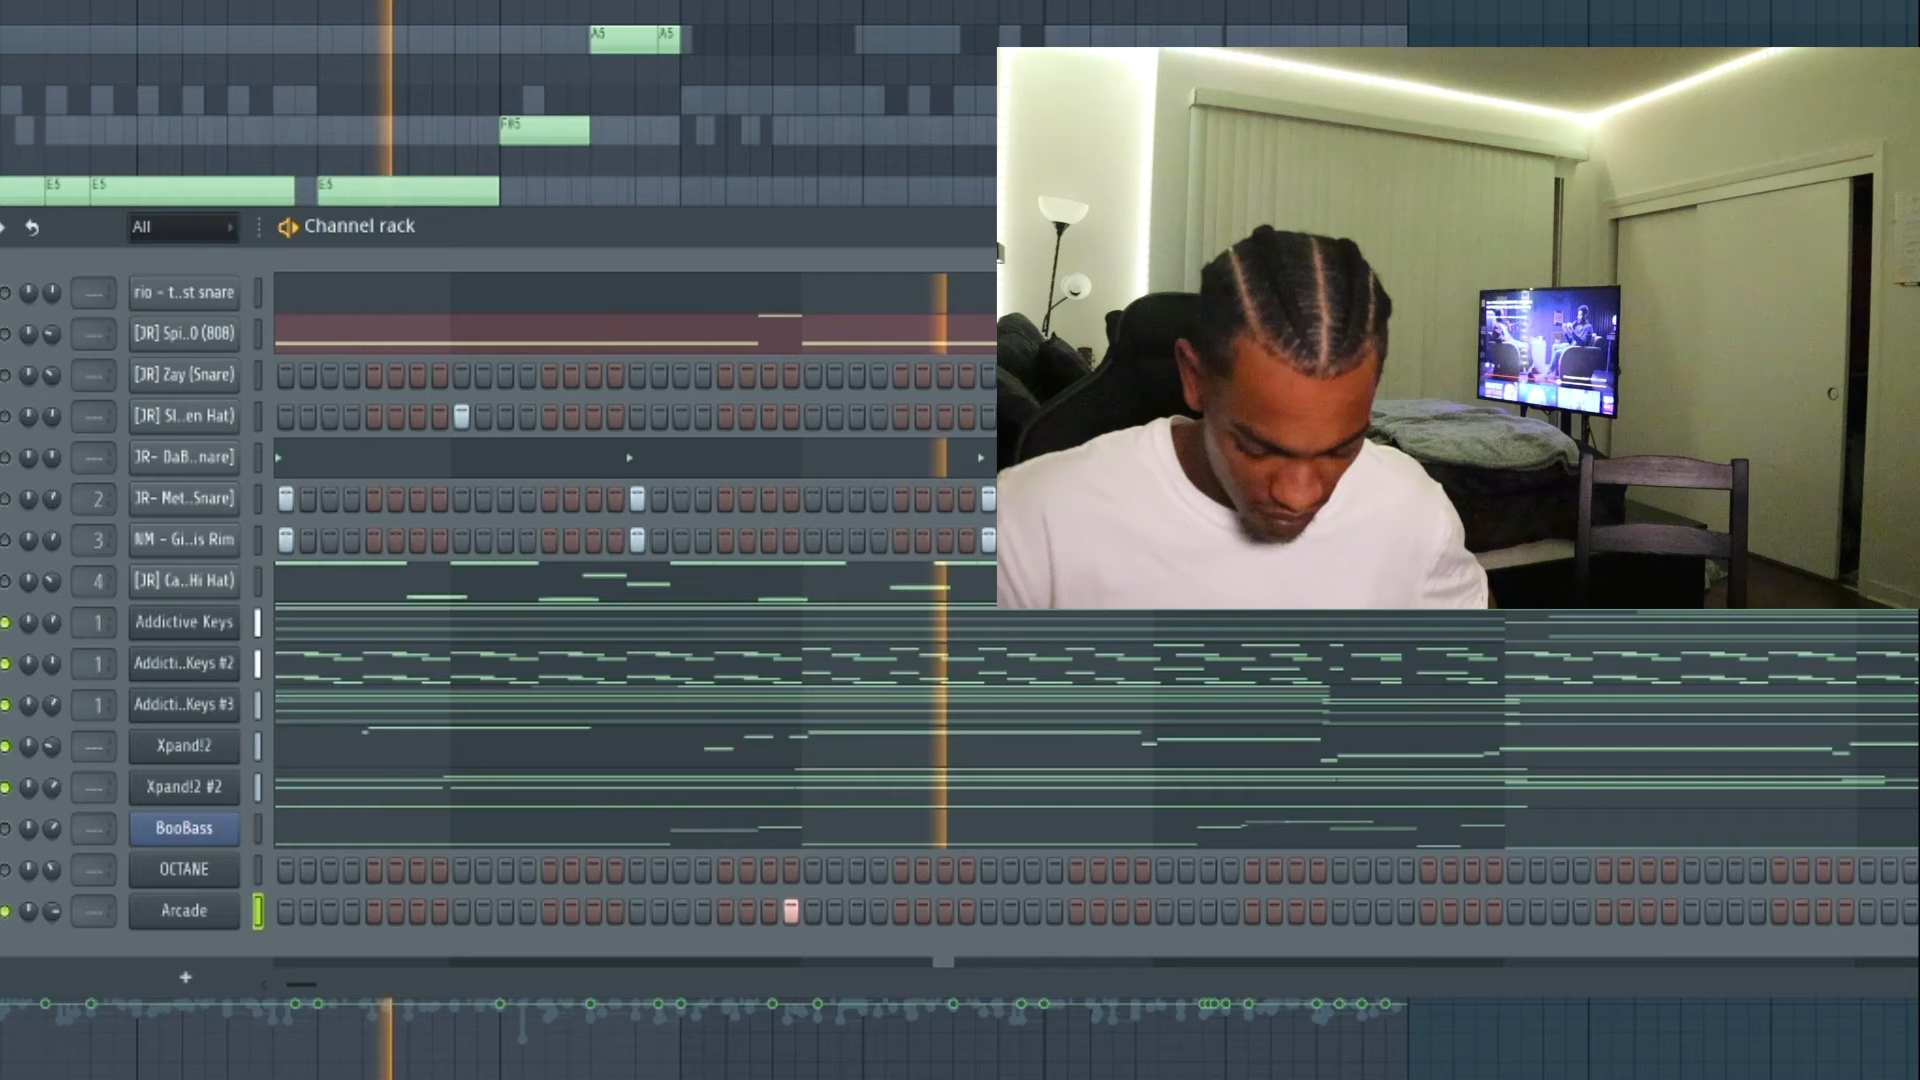 A5
A5
F#5
E5
E5
E5
All
Channel rack
rio - t..st snare
[JR] Spi..0 (808)
[JR] Zay (Snare)
[JR] Sl..en Hat)
JR- DaB..nare]
2
JR- Met..Snare]
3
NM - Gi..is Rim
4
[JR] Ca..Hi Hat)
1
Addictive Keys
1
Addicti..Keys #2
1
Addicti..Keys #3
Xpand!2
Xpand!2 #2
BooBass
OCTANE
Arcade
+